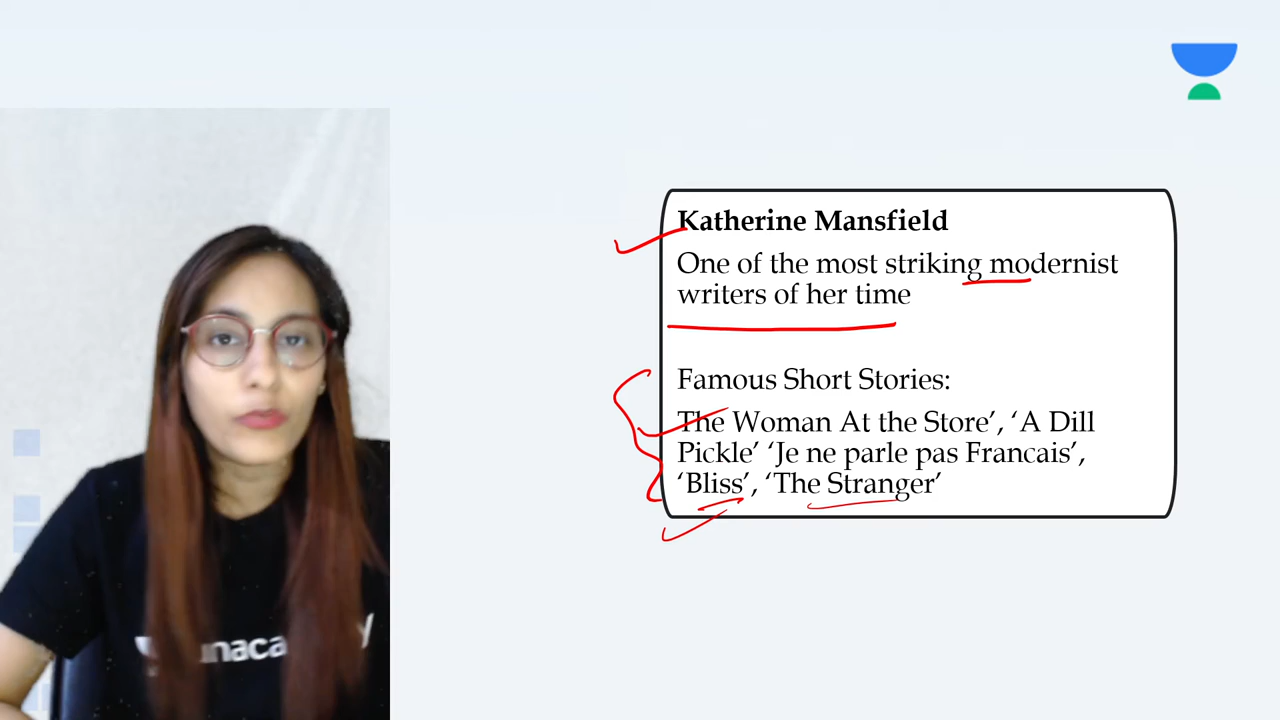 Katherine Mansfield
One of the most striking modernist
writers of her time
Famous Short Stories:
The Woman At the Store’, ‘A Dill
Pickle’ ‘Je ne parle pas Francais’,
‘Bliss’, ‘The Stranger’